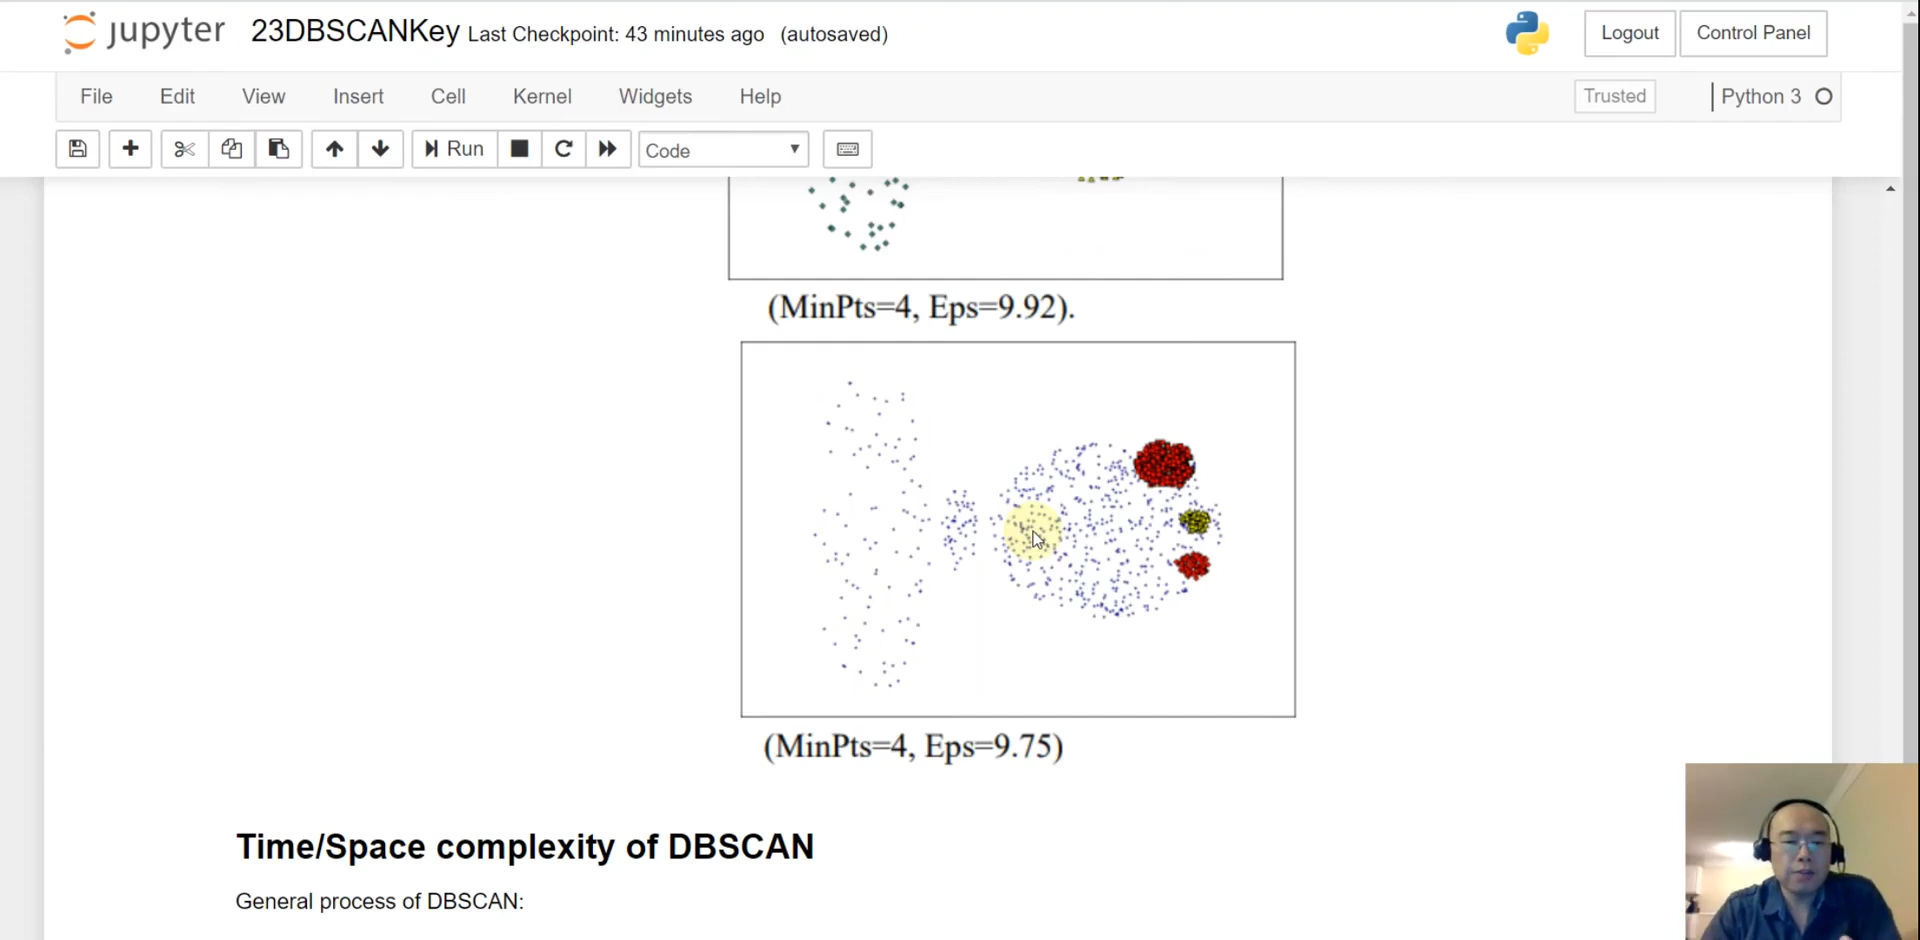 jupyter 23DBSCANKey Last Checkpoint: 43 minutes ago (autosaved) Logout Control Panel
File Edit View Insert Cell Kernel Widgets Help Trusted Python 3
Run Code
(MinPts=4, Eps=9.92).
(MinPts=4, Eps=9.75)
Time/Space complexity of DBSCAN
General process of DBSCAN: